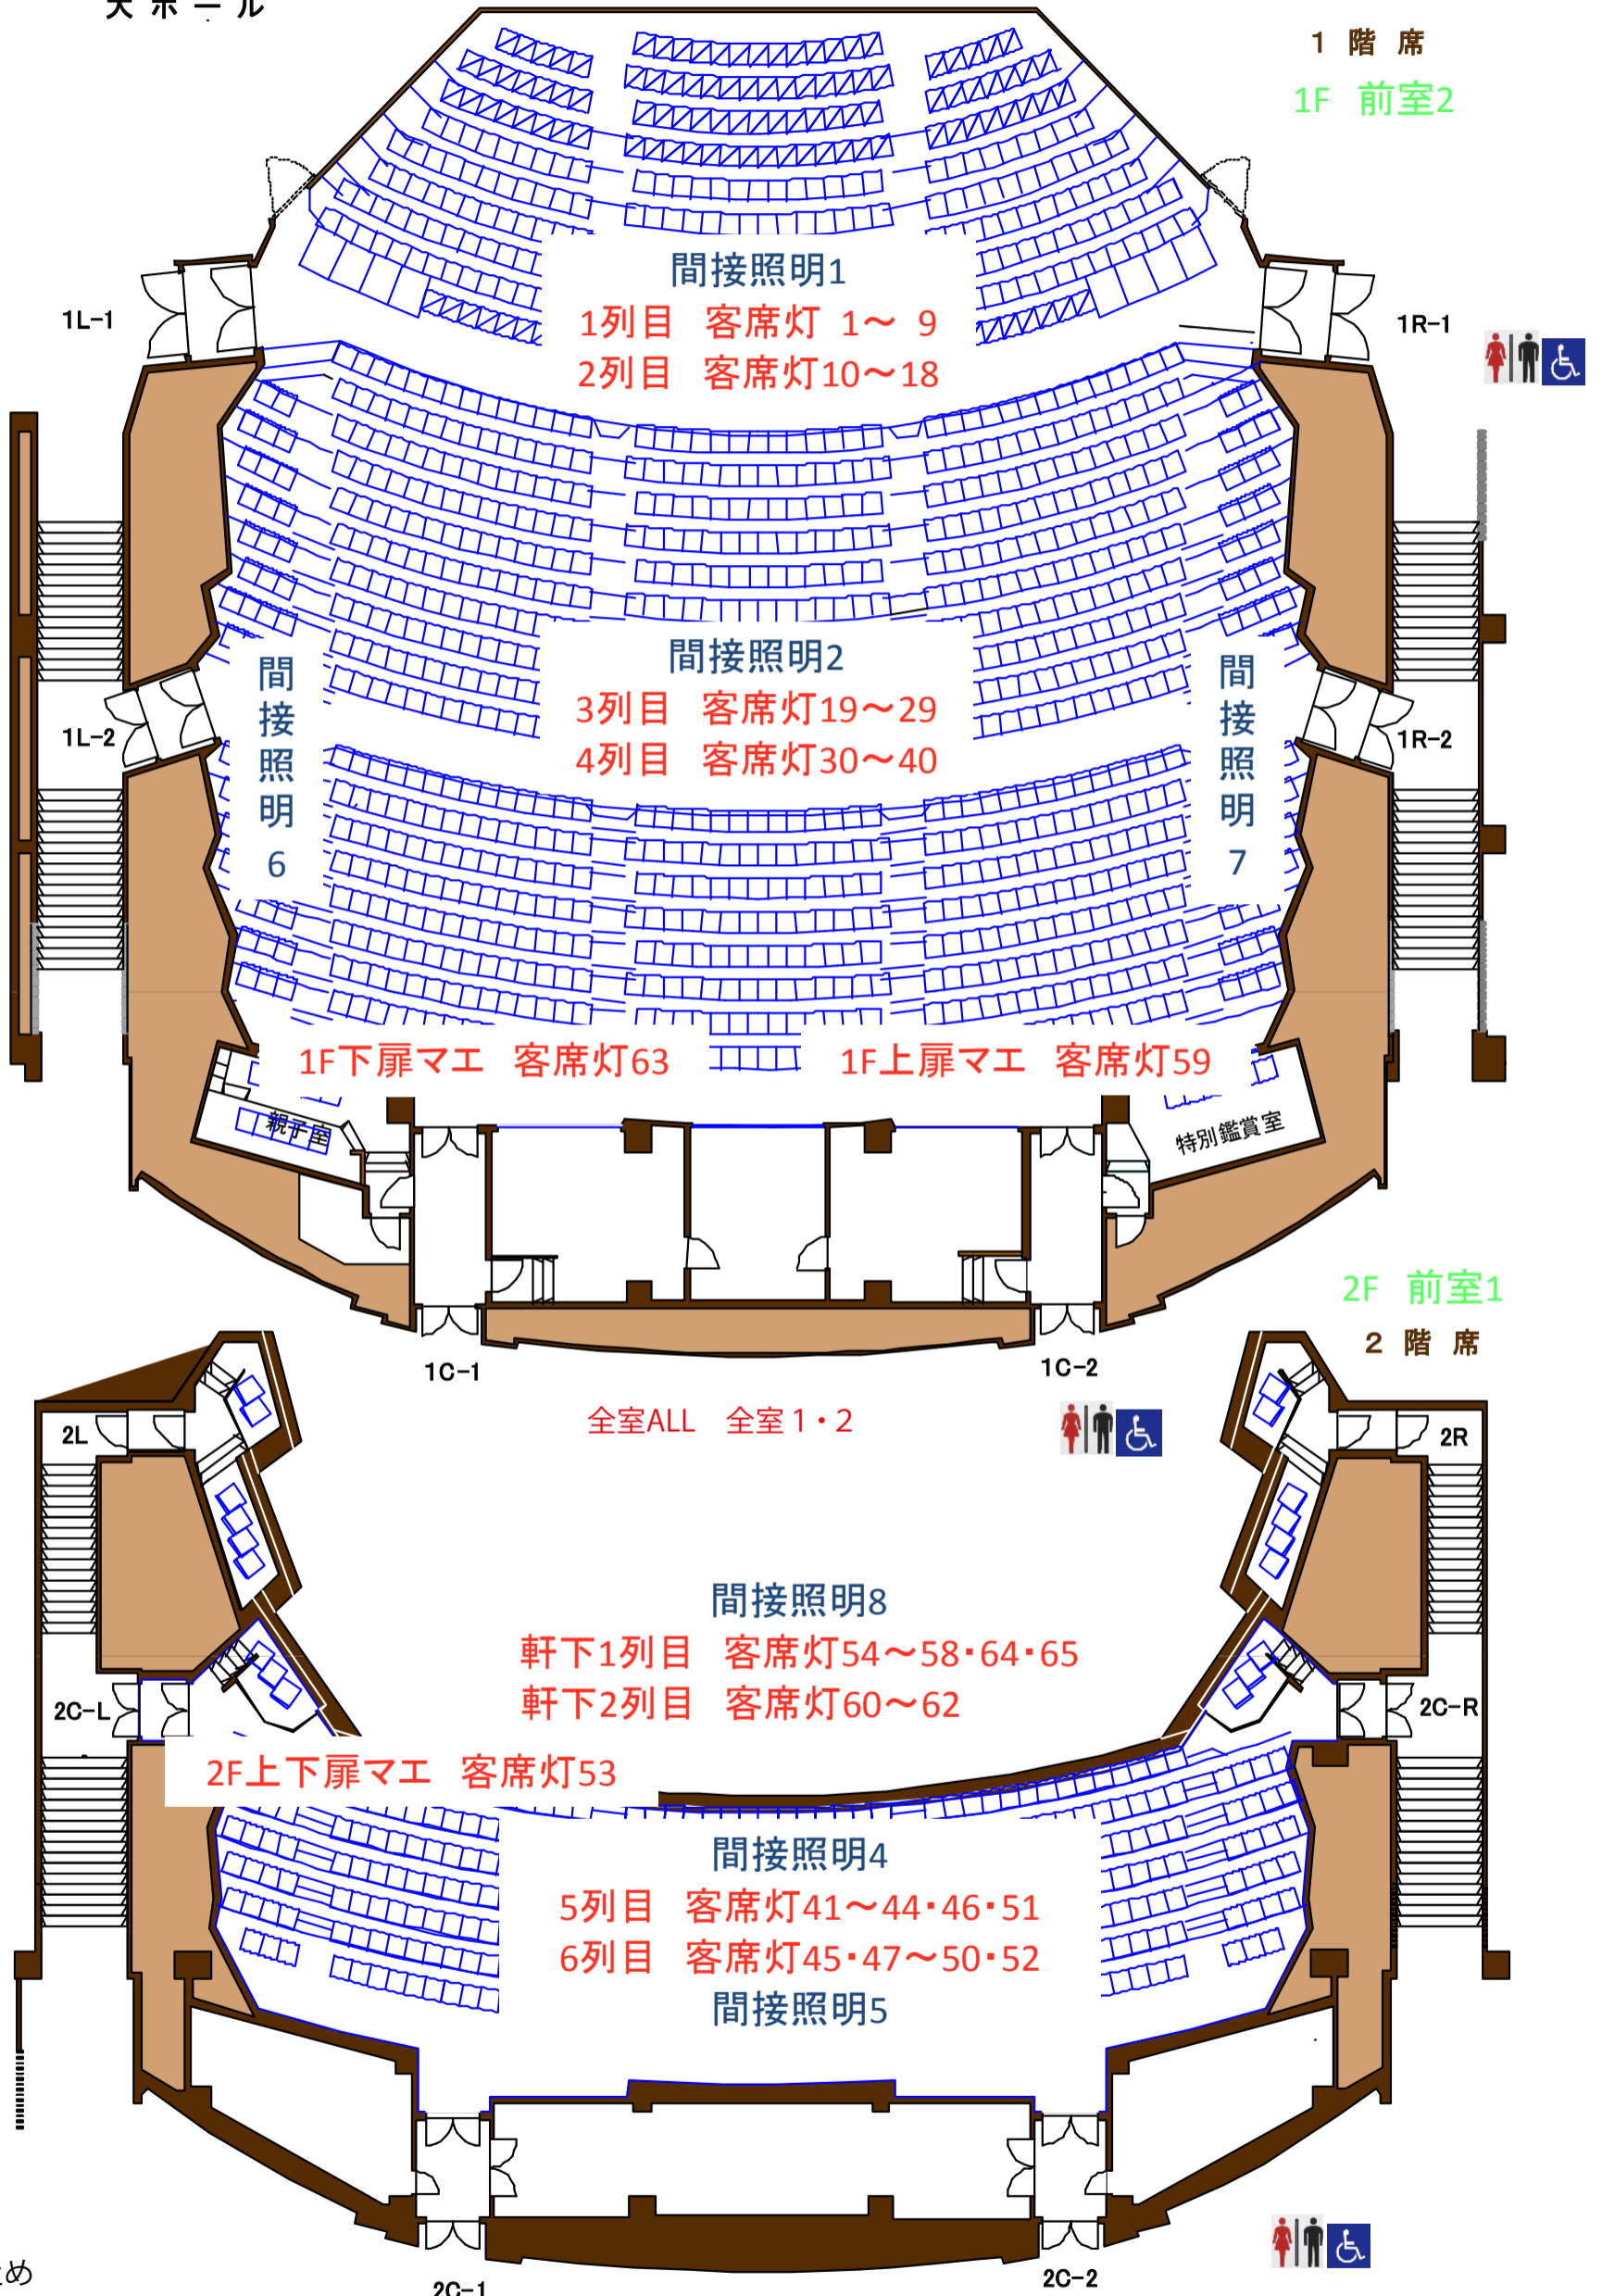 大ホール
1 階 席
1F 前室2
間接照明1
1列目 客席灯 1～ 9
2列目 客席灯10～18
1L-1
1R-1
間接照明2
3列目 客席灯19～29
4列目 客席灯30～40
間接照明6
間接照明7
1L-2
1R-2
1F下扉マエ 客席灯63
1F上扉マエ 客席灯59
親子室
特別鑑賞室
1C-1
1C-2
2F 前室1
2 階 席
全室ALL 全室 1・2
2L
2R
間接照明8
軒下1列目 客席灯54～58・64・65
軒下2列目 客席灯60～62
2C-L
2C-R
2F上下扉マエ 客席灯53
間接照明4
5列目 客席灯41～44・46・51
6列目 客席灯45・47～50・52
間接照明5
2C-1
2C-2
め